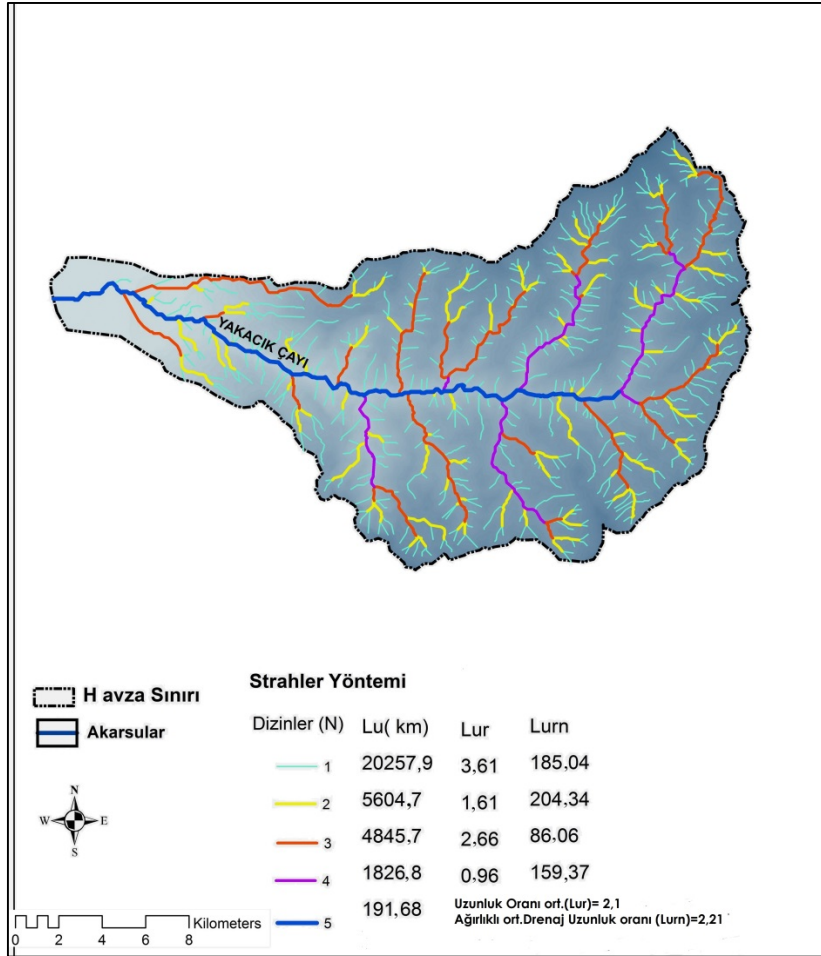 YAKACIK ÇAYI
H avza Sınırı
Akarsular
N
W E
S
Kilometers
0 2 4 6 8
Strahler Yöntemi
Dizinler (N) Lu( km) Lur Lurn
1 20257,9 3,61 185,04
2 5604,7 1,61 204,34
3 4845,7 2.66 86,06
4 1826,8 0,96 159,37
5 191,68
Uzunluk Oranı ort.(Lur)= 2,1
Ağırlıklı ort.Drenaj Uzunluk oranı (Lurn)=2,21